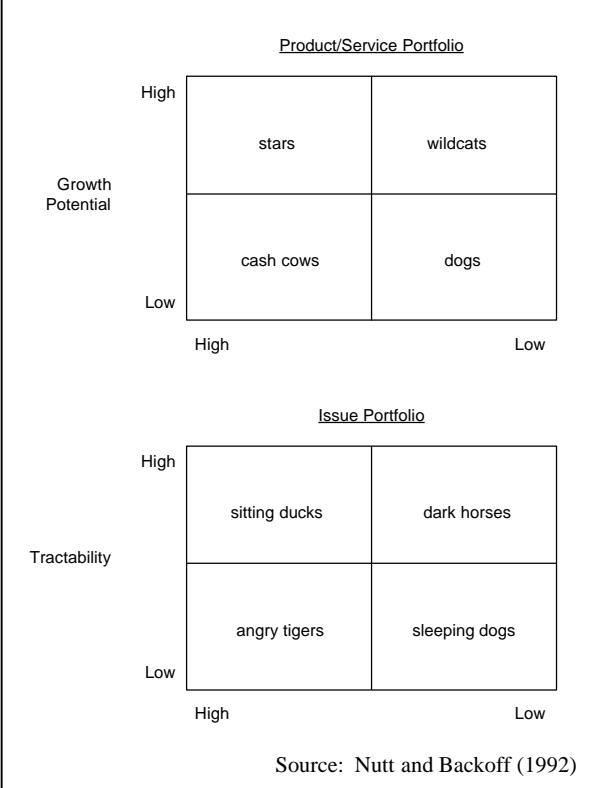 Product/Service Portfolio
High
stars wildcats
Growth
Potential
cash cows dogs
Low
High Low
Issue Portfolio
High
sitting ducks dark horses
Tractability
angry tigers sleeping dogs
Low
High Low
Source: Nutt and Backoff (1992)